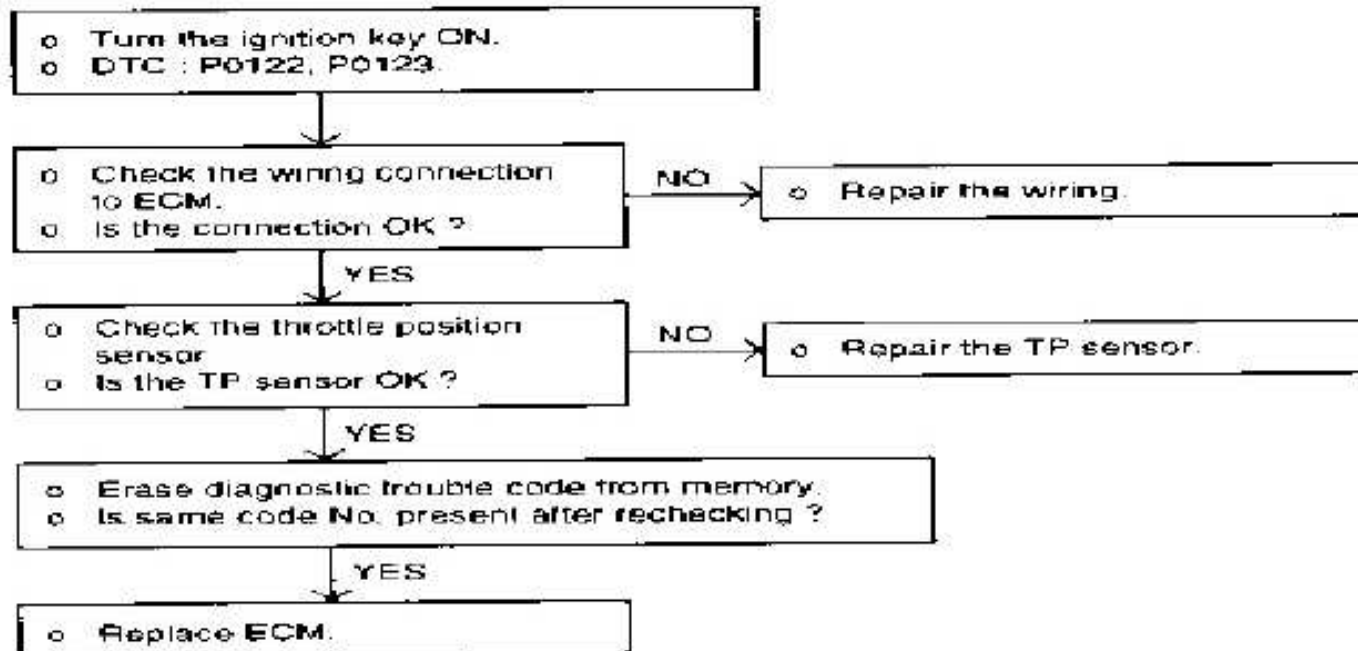 o Turn the ignition key ON.
o DTC : P0122, P0123.
o Check the wiring connection
to ECM.
o Is the connection OK ?
NO
o Repair the wiring.
YES
o Check the throttle position
sensor
o Is the TP sensor OK ?
NO
o Repair the TP sensor.
YES
o Erase diagnostic trouble code from memory.
o Is same code No. present after rechecking ?
YES
o Replace ECM.